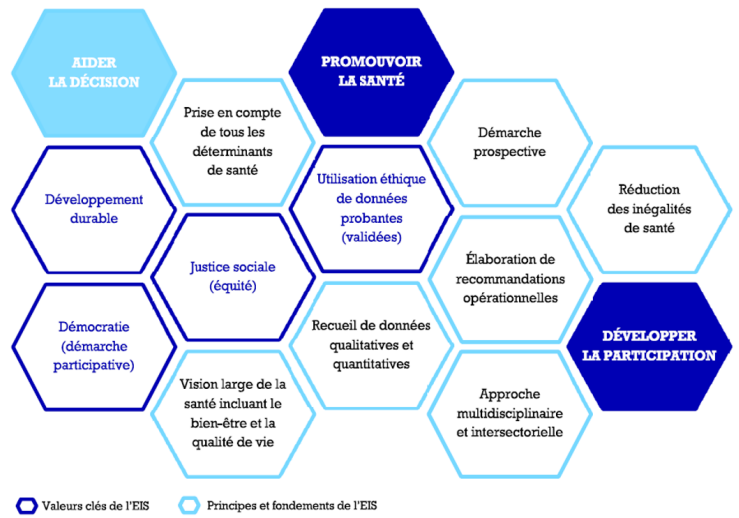 AIDER
LA DÉCISION
PROMOUVOIR
LA SANTÉ
Prise en compte
de tous les
déterminants
de santé
Démarche
prospective
Développement
durable
Utilisation éthique
de données
probantes
(validées)
Réduction
des inégalités
de santé
Justice sociale
(équité)
Élaboration de
recommandations
opérationnelles
Démocratie
(démarche
participative)
Recueil de données
qualitatives et
quantitatives
DÉVELOPPER
LA PARTICIPATION
Vision large de la
santé incluant le
bien-être et la
qualité de vie
Approche
multidisciplinaire
et intersectorielle
Valeurs clés de l'EIS
Principes et fondements de l'EIS